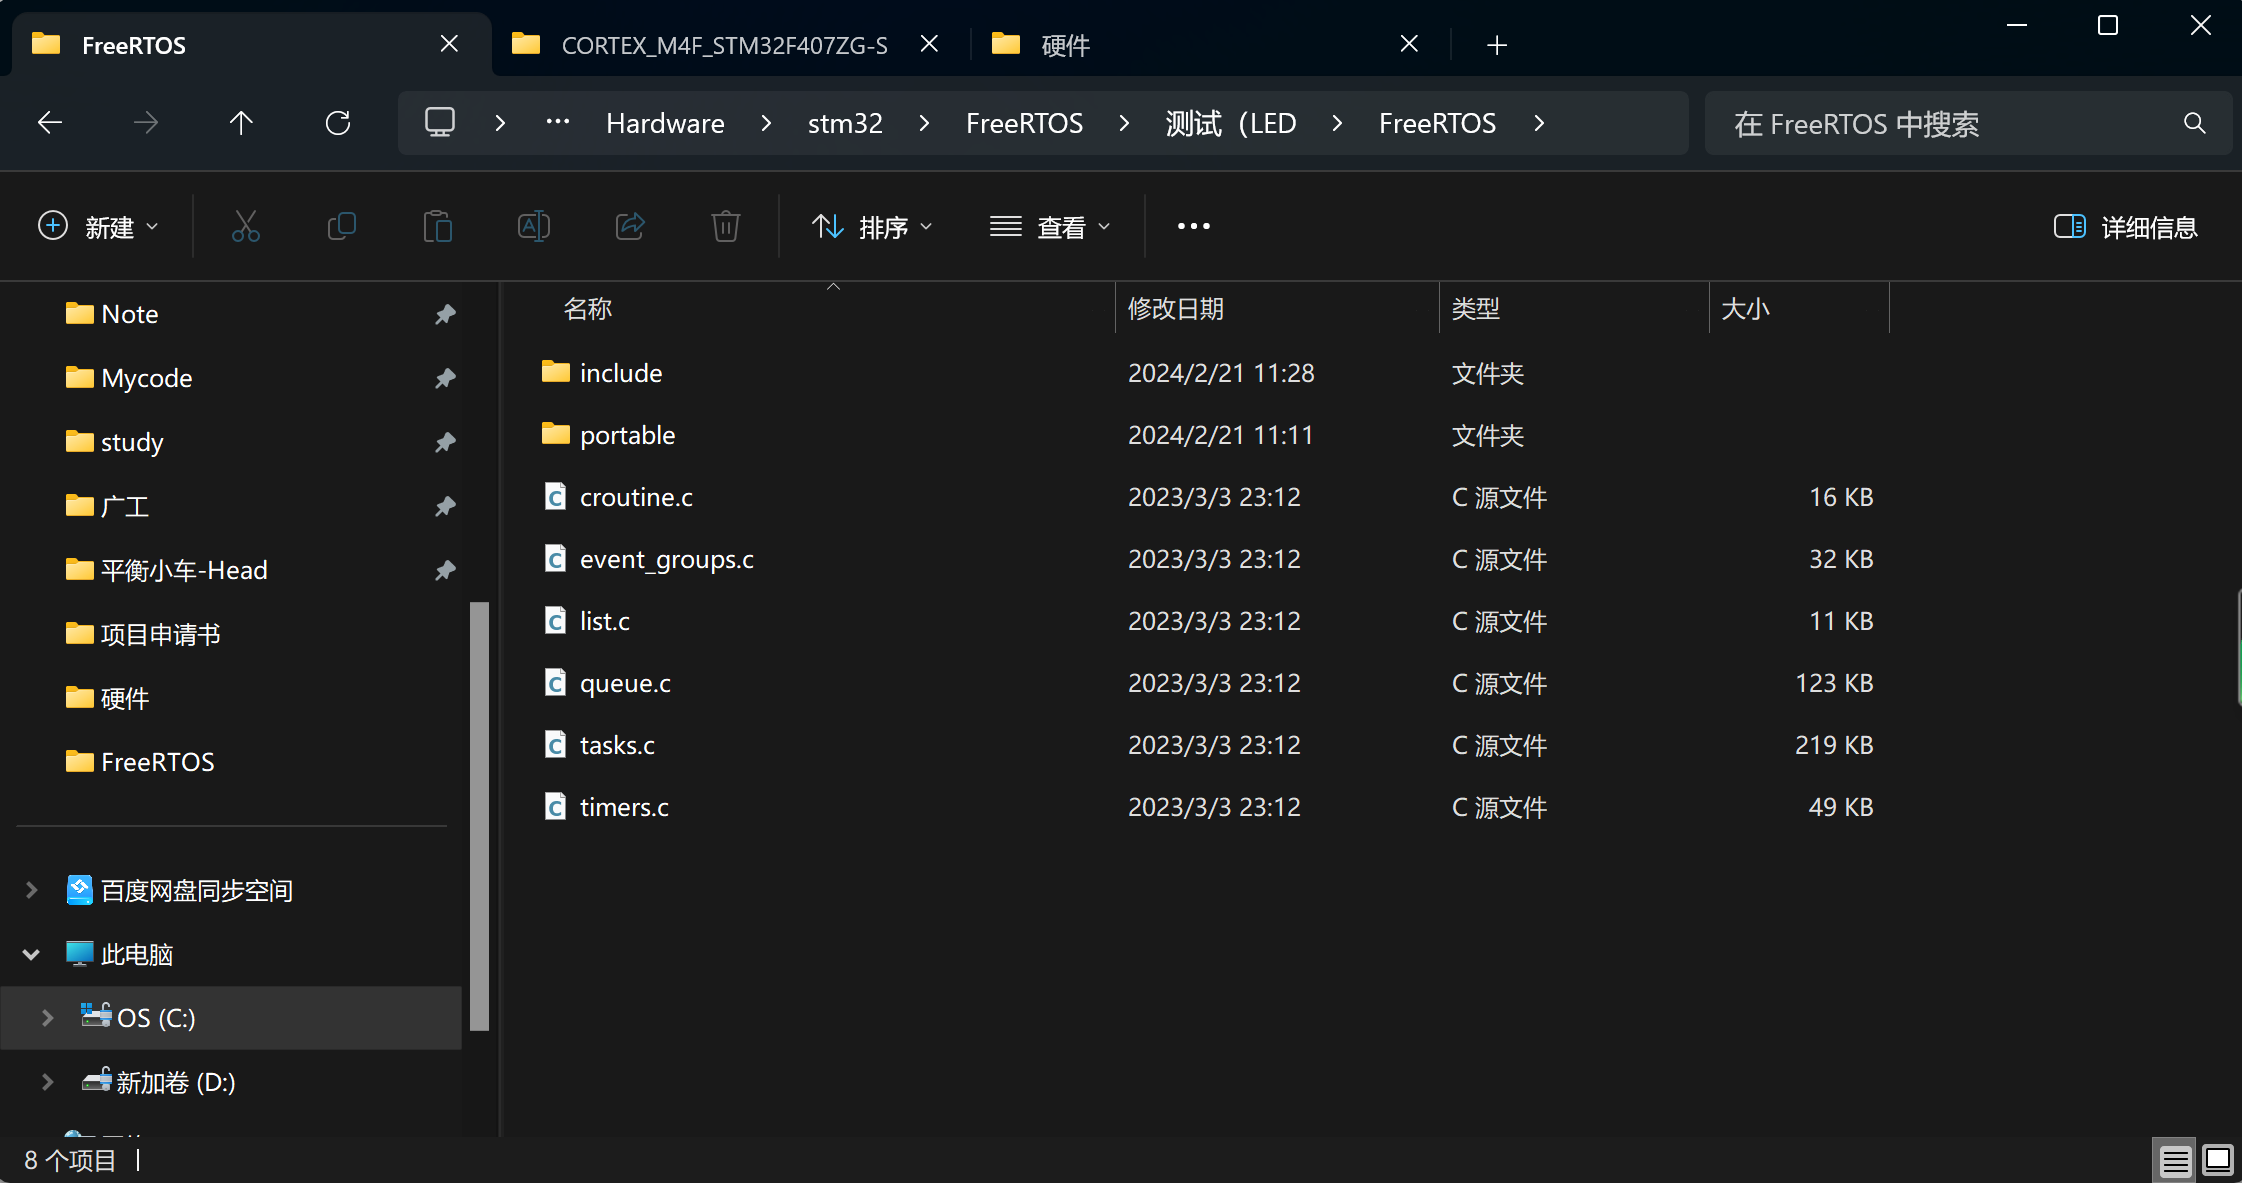 FreeRTOS
CORTEX_M4F_STM32F407ZG-S
硬件
Hardware
stm32
FreeRTOS
测试（LED
FreeRTOS
在 FreeRTOS 中搜索
新建
排序
查看
详细信息
Note
Mycode
study
广工
平衡小车-Head
项目申请书
硬件
FreeRTOS
百度网盘同步空间
此电脑
OS (C:)
新加卷 (D:)
名称 修改日期 类型 大小
include 2024/2/21 11:28 文件夹
portable 2024/2/21 11:11 文件夹
croutine.c 2023/3/3 23:12 C 源文件 16 KB
event_groups.c 2023/3/3 23:12 C 源文件 32 KB
list.c 2023/3/3 23:12 C 源文件 11 KB
queue.c 2023/3/3 23:12 C 源文件 123 KB
tasks.c 2023/3/3 23:12 C 源文件 219 KB
timers.c 2023/3/3 23:12 C 源文件 49 KB
8 个项目